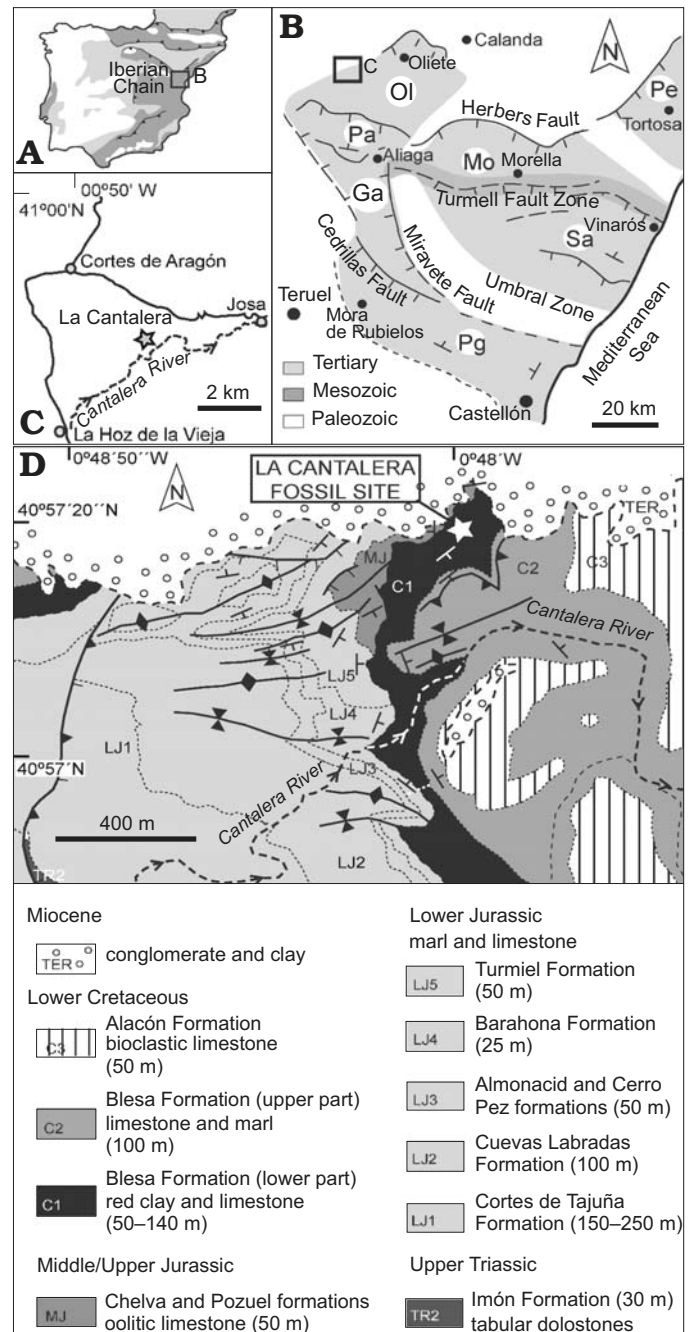 A
Iberian
Chain
B
B
N
Calanda
Oliete
C
Ol
Pe
Herbers Fault
Tortosa
Pa
Aliaga
Mo
Morella
Ga
Turmell Fault Zone
Vinarós
Sa
Cedrillas Fault
Miravete Fault
Umbral Zone
Teruel
Mora
de Rubielos
Pg
Mediterranean
Sea
Tertiary
Mesozoic
Paleozoic
Castellón
20 km
00º50' W
41º00'N
Cortes de Aragón
Josa
La Cantalera
Cantalera River
2 km
C
La Hoz de la Vieja
D
0º48'50''W
N
0º48'W
LA CANTALERA
FOSSIL SITE
40º57'20''N
TER
MJ
C1
C2
C3
Cantalera River
LJ5
LJ4
LJ1
LJ3
40º57'N
Cantalera River
400 m
LJ2
TR2
Miocene
TER
conglomerate and clay
Lower Cretaceous
C3
Alacón Formation
bioclastic limestone
(50 m)
C2
Blesa Formation (upper part)
limestone and marl
(100 m)
C1
Blesa Formation (lower part)
red clay and limestone
(50–140 m)
Middle/Upper Jurassic
MJ
Chelva and Pozuel formations
oolitic limestone (50 m)
Lower Jurassic
marl and limestone
LJ5
Turmiel Formation
(50 m)
LJ4
Barahona Formation
(25 m)
LJ3
Almonacid and Cerro
Pez formations (50 m)
LJ2
Cuevas Labradas
Formation (100 m)
LJ1
Cortes de Tajuña
Formation (150–250 m)
Upper Triassic
TR2
Imón Formation (30 m)
tabular dolostones